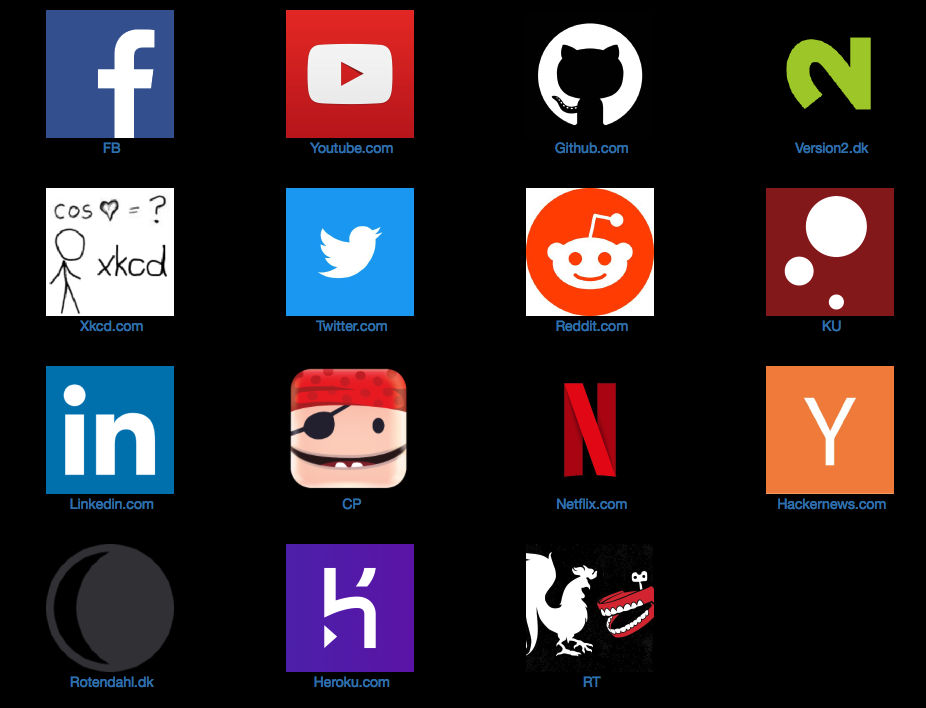 f
2
FB
Youtube.com
Github.com
Version2.dk
cos ♥ = ?
xkcd
Xkcd.com
Twitter.com
Reddit.com
KU
in
N
Y
Linkedin.com
CP
Netflix.com
Hackernews.com
Rotendahl.dk
Heroku.com
RT